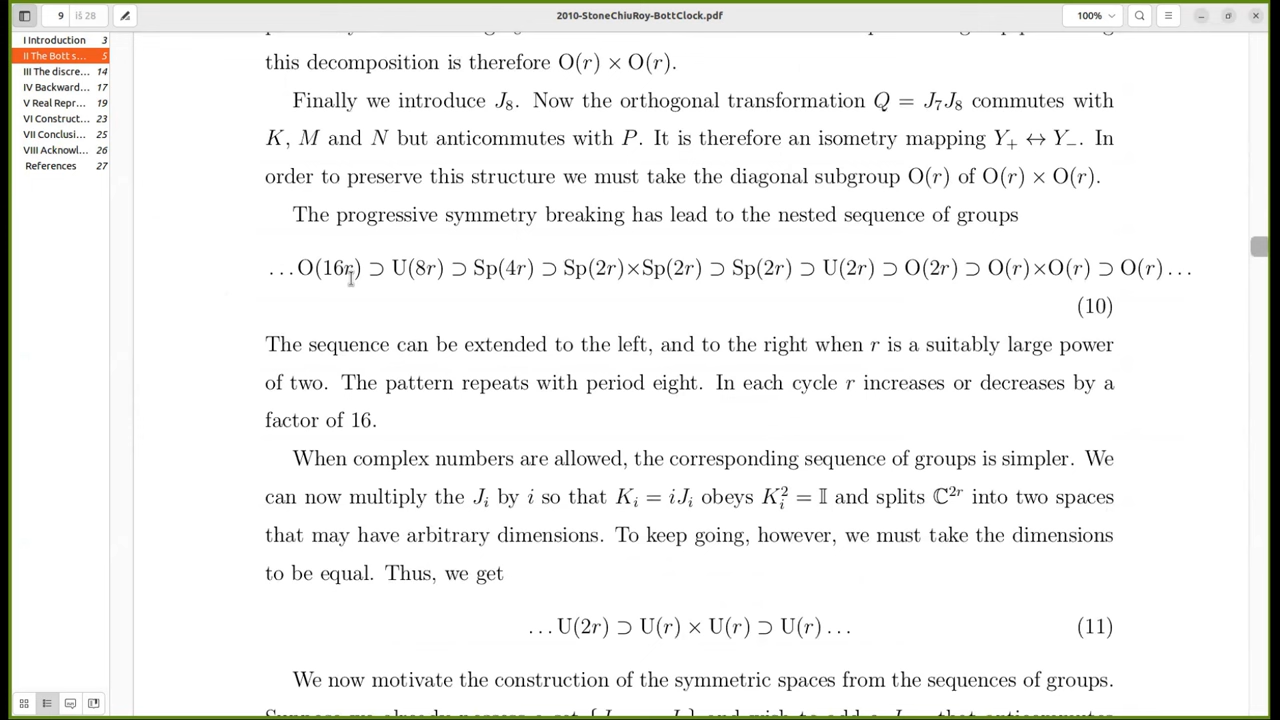 9 iš 28
2010-StoneChiuRoy-BottClock.pdf
100%
I Introduction 3
II The Bott s... 5
III The discre... 14
IV Backward... 17
V Real Repr... 19
VI Construct... 23
VII Conclusi... 25
VIII Acknowl... 26
References 27
this decomposition is therefore O(r) × O(r).
Finally we introduce J₈. Now the orthogonal transformation Q = J₇J₈ commutes with
K, M and N but anticommutes with P. It is therefore an isometry mapping Y₊ ↔ Y₋. In
order to preserve this structure we must take the diagonal subgroup O(r) of O(r) × O(r).
The progressive symmetry breaking has lead to the nested sequence of groups
...O(16r) ⊃ U(8r) ⊃ Sp(4r) ⊃ Sp(2r)×Sp(2r) ⊃ Sp(2r) ⊃ U(2r) ⊃ O(2r) ⊃ O(r)×O(r) ⊃ O(r)...
(10)
The sequence can be extended to the left, and to the right when r is a suitably large power
of two. The pattern repeats with period eight. In each cycle r increases or decreases by a
factor of 16.
When complex numbers are allowed, the corresponding sequence of groups is simpler. We
can now multiply the Jᵢ by i so that Kᵢ = iJᵢ obeys Kᵢ² = 𝕀 and splits ℂ²ʳ into two spaces
that may have arbitrary dimensions. To keep going, however, we must take the dimensions
to be equal. Thus, we get
...U(2r) ⊃ U(r) × U(r) ⊃ U(r)... (11)
We now motivate the construction of the symmetric spaces from the sequences of groups.